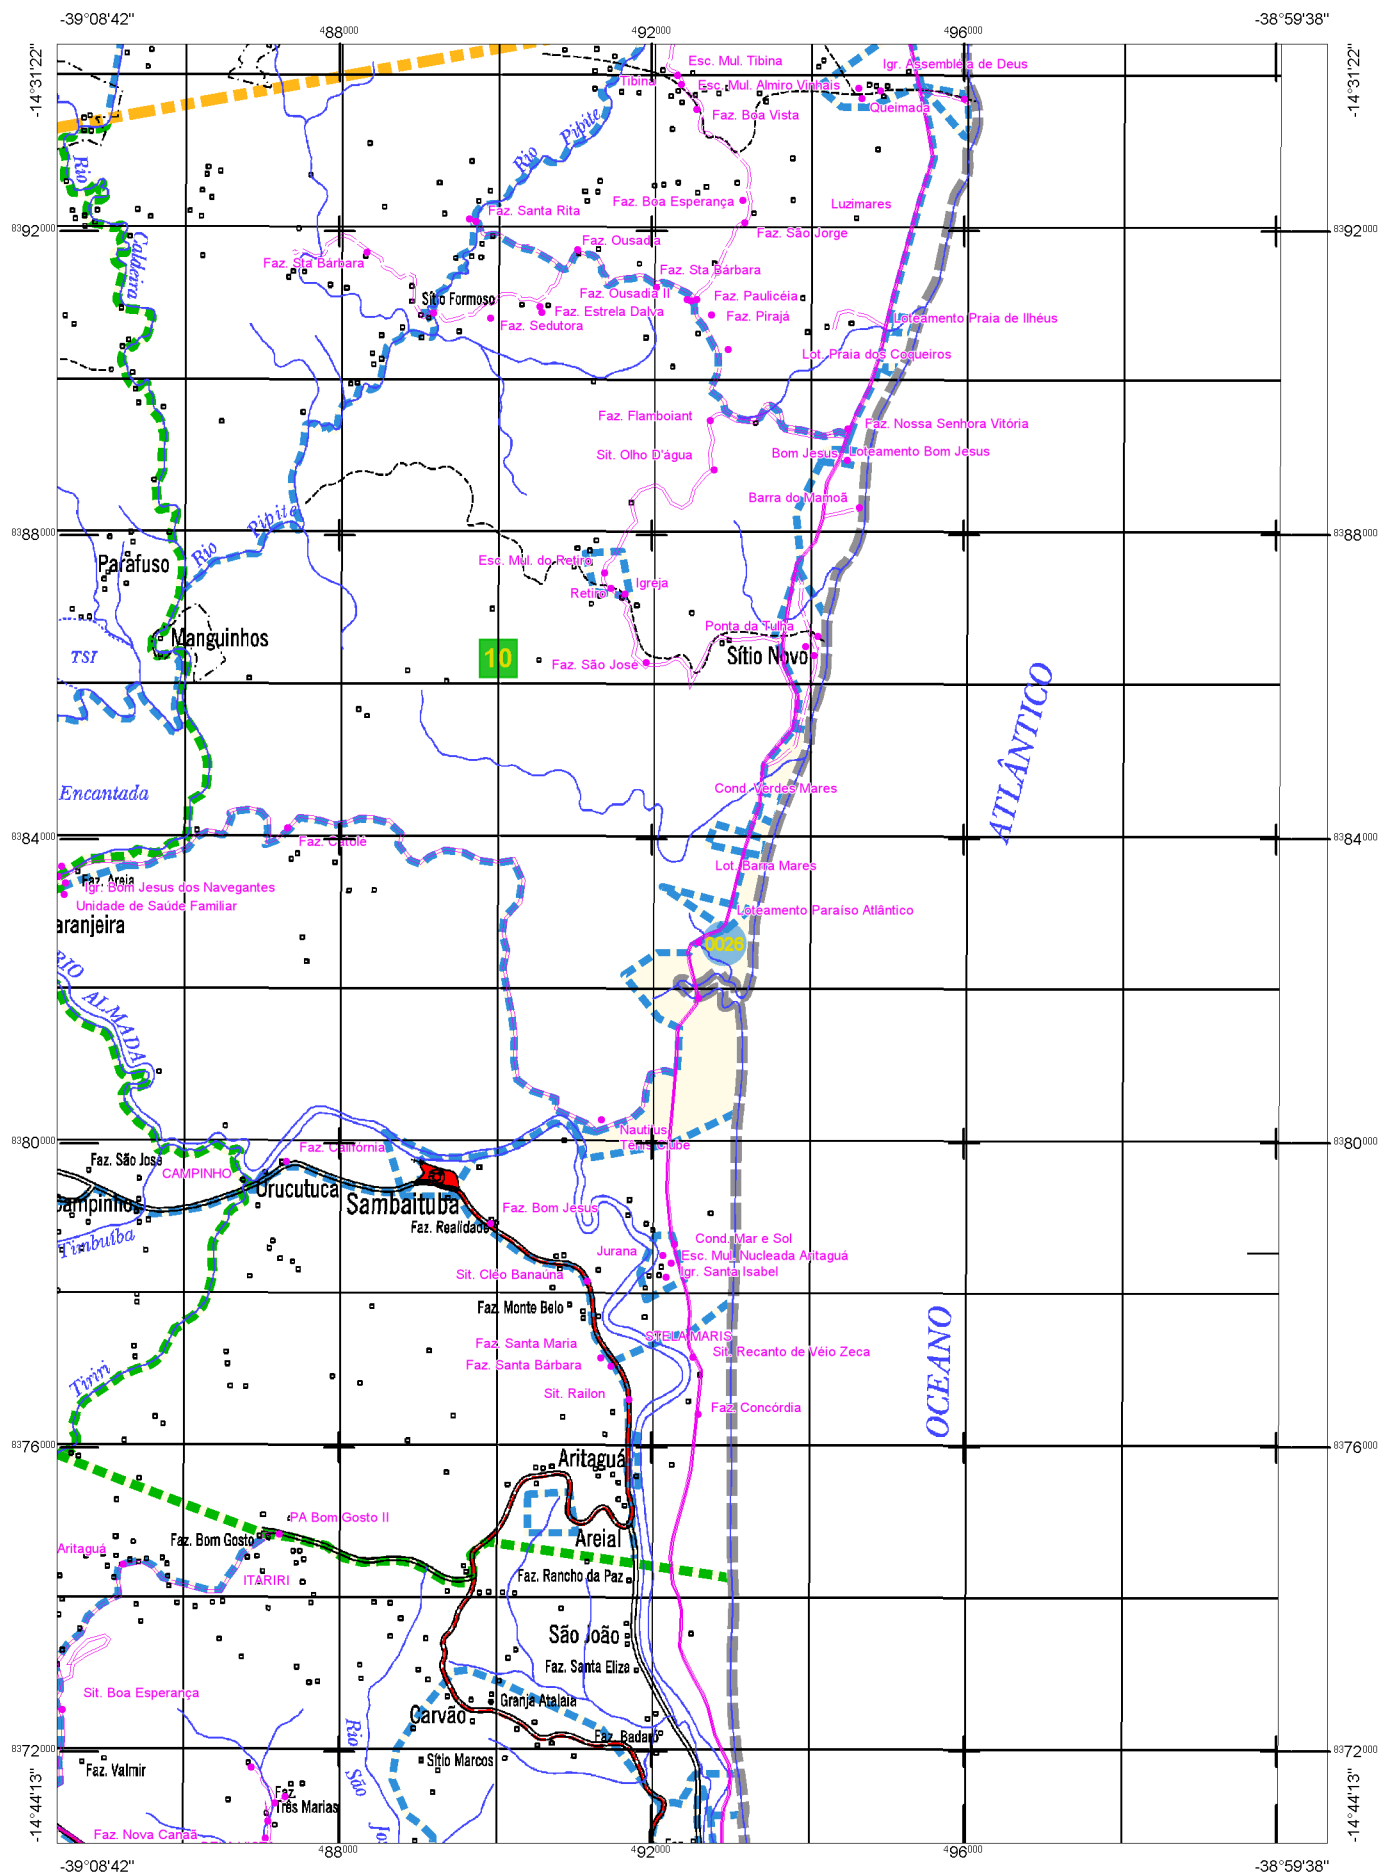 -39°08'42"
-38°59'38"
488000
492000
496000
-14°31'22"
-14°31'22"
Esc. Mul. Tibina
Igr. Assembléia de Deus
Tibina
Esc. Mul. Almiro Vinhais
Queimada
Faz. Boa Vista
Rio Pipite
Rio Caldeira
Faz. Boa Esperança
Luzimares
Faz. Santa Rita
8392000
8392000
Faz. São Jorge
Faz. Ousadia
Faz. Sta Bárbara
Faz. Sta Bárbara
Faz. Ousadia II
Faz. Paulicéia
Sítio Formoso
Faz. Estrela Dalva
Faz. Pirajá
Loteamento Praia de Ilhéus
Faz. Sedutora
Lot. Praia dos Coqueiros
Faz. Flamboiant
Faz. Nossa Senhora Vitória
Sit. Olho D'água
Bom Jesus
Loteamento Bom Jesus
Barra do Mamoã
Rio Pipite
8388000
8388000
Parafuso
Esc. Mul. do Retiro
Igreja
Retiro
Ponta da Tulha
Manguinhos
TSI
10
Faz. São José
Sítio Novo
ATLÂNTICO
Encantada
Cond. Verdes Mares
8384000
8384000
Faz. Catolé
Lot. Barra Mares
Faz. Areia
Igr. Bom Jesus dos Navegantes
Unidade de Saúde Familiar
Loteamento Paraíso Atlântico
aranjeira
0026
RIO ALMADA
Nautilus
Tenis Clube
8380000
8380000
Faz. São José
Faz. Califórnia
CAMPINHO
Urucutuca
Sambaituba
Campinhos
Faz. Bom Jesus
Faz. Realidade
Timbuíba
Jurana
Cond. Mar e Sol
Esc. Mul. Nucleada Aritaguá
Igr. Santa Isabel
Sit. Cléo Banaúna
Faz. Monte Belo
OCEANO
STELA MARIS
Faz. Santa Maria
Sit. Recanto de Véio Zeca
Faz. Santa Bárbara
Tiriri
Sit. Railon
Faz. Concórdia
8376000
8376000
Aritaguá
PA Bom Gosto II
Faz. Bom Gosto
Areial
Aritaguá
ITARIRI
Faz. Rancho da Paz
São João
Faz. Santa Eliza
Sit. Boa Esperança
Granja Atalaia
Carvão
Faz. Badaró
8372000
8372000
Sítio Marcos
Faz. Valmir
Rio São Jo
Faz.
Três Marias
Faz. Nova Canaã
-14°44'13"
-14°44'13"
488000
492000
496000
-39°08'42"
-38°59'38"